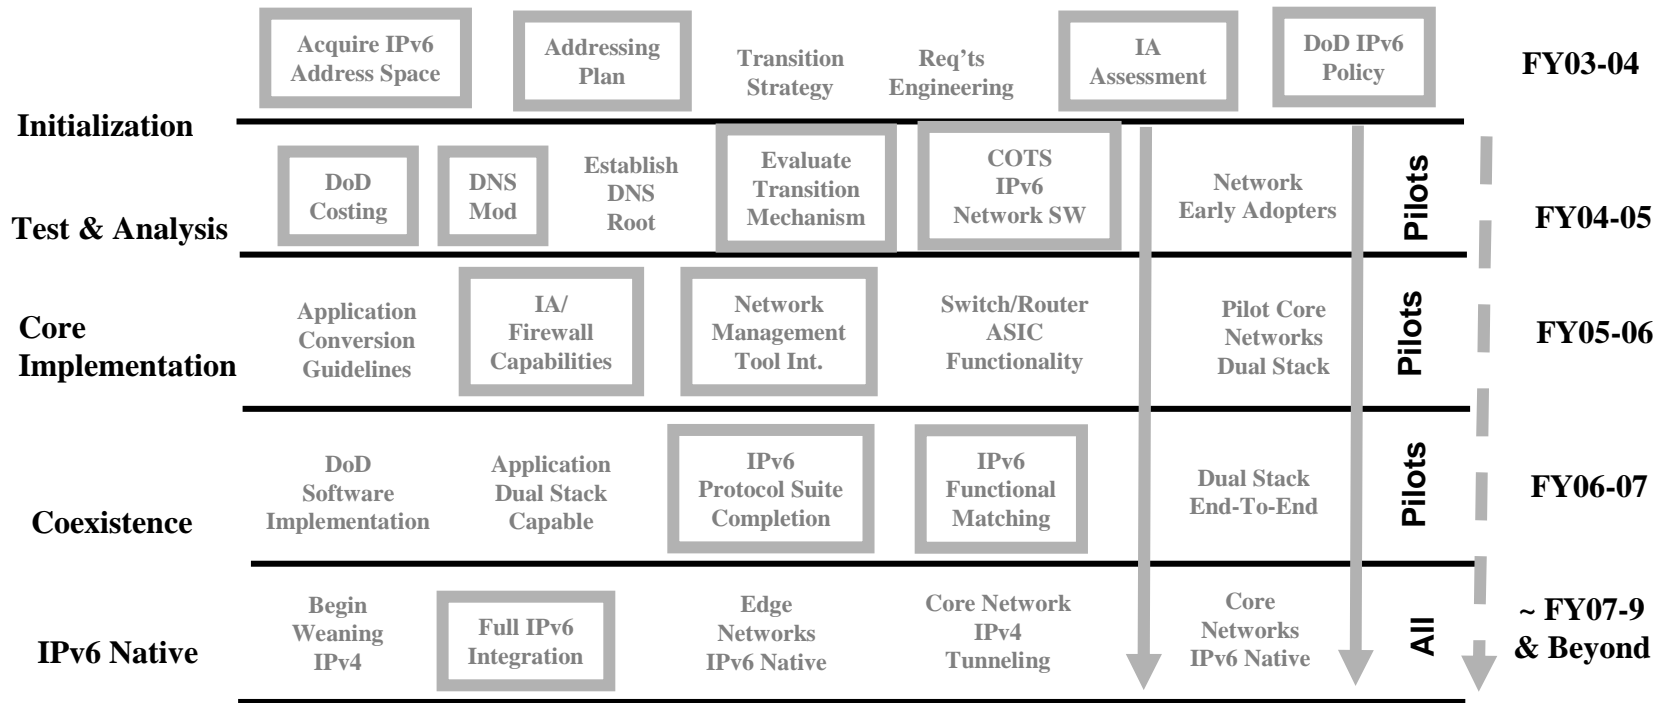 Acquire IPv6
Address Space
Addressing
Plan
Transition
Strategy
Req'ts
Engineering
IA
Assessment
DoD IPv6
Policy
FY03-04
Initialization
DoD
Costing
DNS
Mod
Establish
DNS
Root
Evaluate
Transition
Mechanism
COTS
IPv6
Network SW
Network
Early Adopters
Pilots
FY04-05
Test & Analysis
Application
Conversion
Guidelines
IA/
Firewall
Capabilities
Network
Management
Tool Int.
Switch/Router
ASIC
Functionality
Pilot Core
Networks
Dual Stack
Pilots
FY05-06
Core
Implementation
DoD
Software
Implementation
Application
Dual Stack
Capable
IPv6
Protocol Suite
Completion
IPv6
Functional
Matching
Dual Stack
End-To-End
Pilots
FY06-07
Coexistence
Begin
Weaning
IPv4
Full IPv6
Integration
Edge
Networks
IPv6 Native
Core Network
IPv4
Tunneling
Core
Networks
IPv6 Native
All
~ FY07-9
& Beyond
IPv6 Native